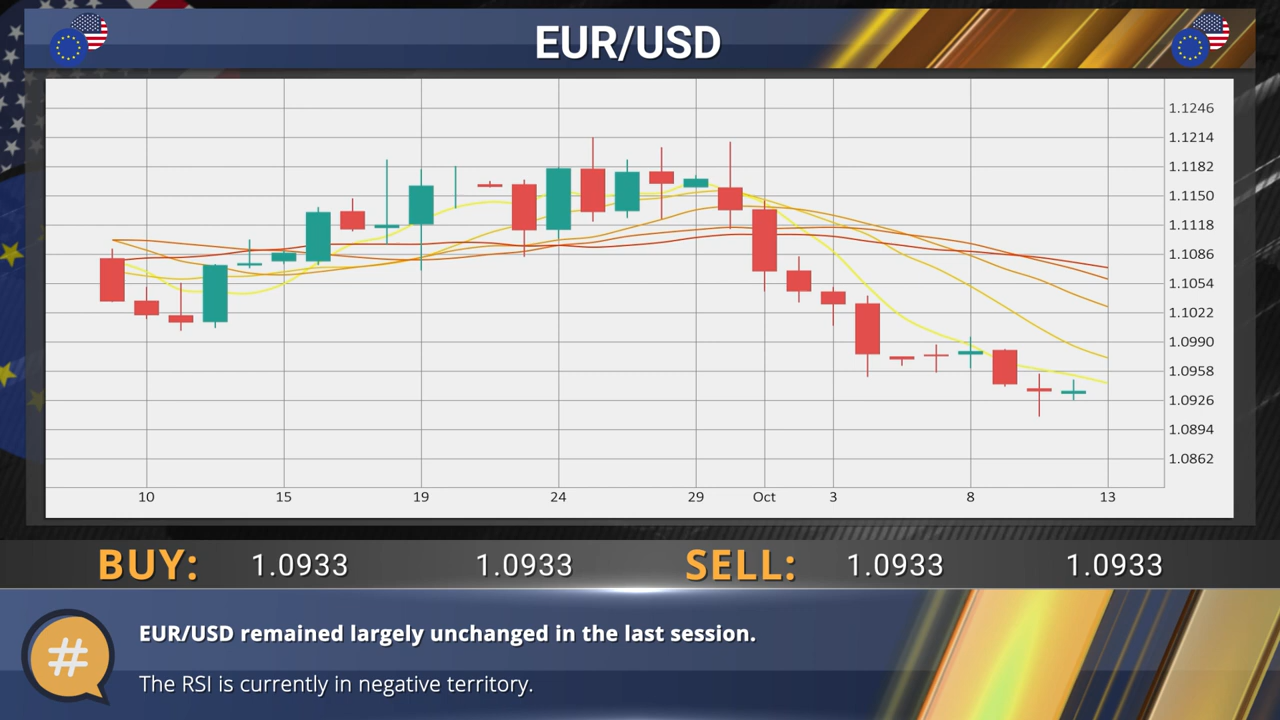 EUR/USD
1.1246
1.1214
1.1182
1.1150
1.1118
1.1086
1.1054
1.1022
1.0990
1.0958
1.0926
1.0894
1.0862
10 15 19 24 29 Oct 3 8 13
BUY: 1.0933 1.0933 SELL: 1.0933 1.0933
#
EUR/USD remained largely unchanged in the last session.
The RSI is currently in negative territory.